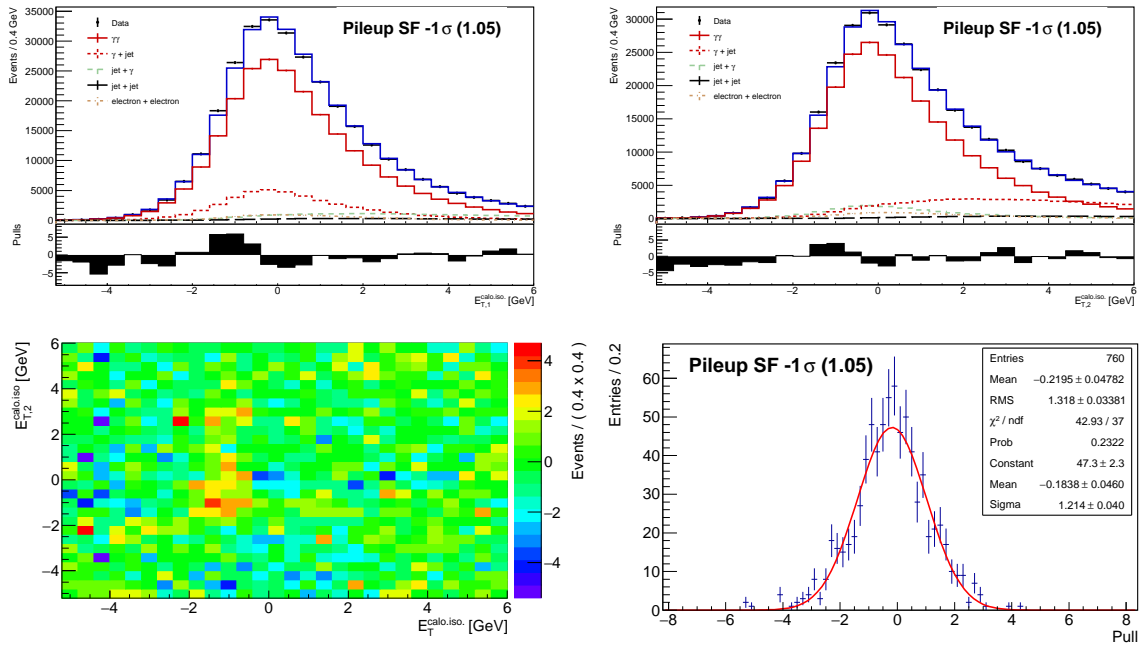 Pileup SF -1σ (1.05)
Events / 0.4 GeV
35000
30000
25000
20000
15000
10000
5000
0
Data
γγ
γ + jet
jet + γ
jet + jet
electron + electron
Pulls
5
0
−5
−4 −2 0 2 4 6
E_{T,1}^{calo.iso.} [GeV]
Pileup SF -1σ (1.05)
Events / 0.4 GeV
30000
25000
20000
15000
10000
5000
0
Data
γγ
γ + jet
jet + γ
jet + jet
electron + electron
Pulls
5
0
−5
−4 −2 0 2 4 6
E_{T,2}^{calo.iso.} [GeV]
E_{T,2}^{calo.iso} [GeV]
6
4
2
0
−2
−4
−4 −2 0 2 4 6
E_T^{calo.iso.} [GeV]
4
2
0
−2
−4
Events / ( 0.4 x 0.4 )
Pileup SF -1σ (1.05)
Entries / 0.2
60
50
40
30
20
10
0
−8 −6 −4 −2 0 2 4 6 8
Pull
Entries 760
Mean −0.2195 ± 0.04782
RMS 1.318 ± 0.03381
χ² / ndf 42.93 / 37
Prob 0.2322
Constant 47.3 ± 2.3
Mean −0.1838 ± 0.0460
Sigma 1.214 ± 0.040